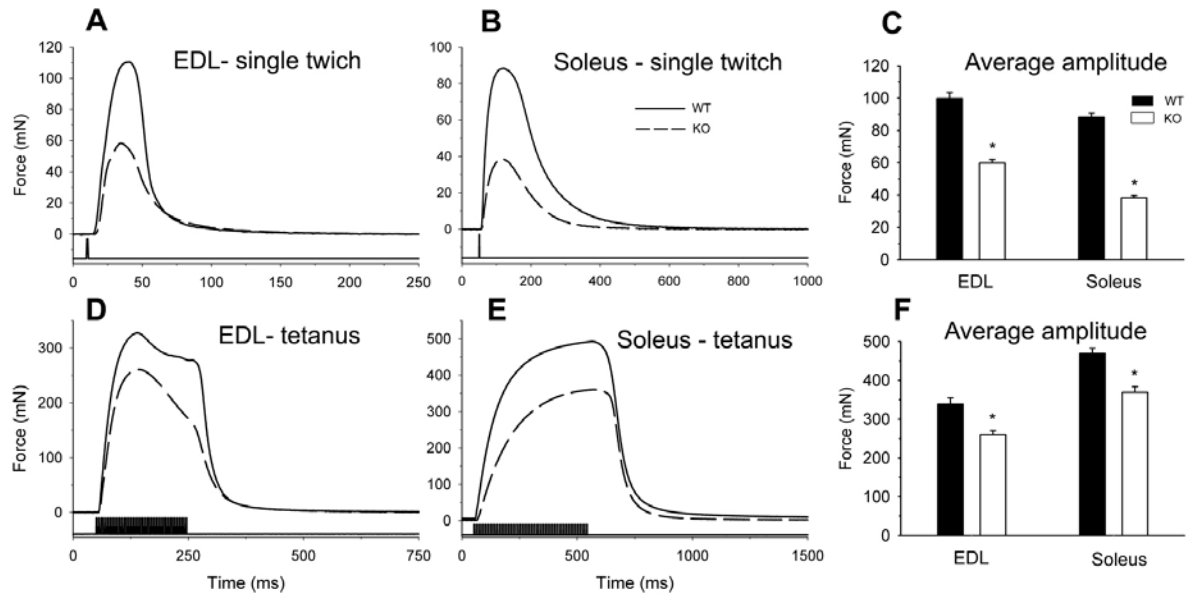 A
EDL- single twich
Force (mN)
120
100
80
60
40
20
0
0 50 100 150 200 250
B
Soleus - single twitch
WT
KO
100
80
60
40
20
0
0 200 400 600 800 1000
C
Average amplitude
WT
KO
Force (mN)
120
100
80
60
40
20
0
*
*
EDL Soleus
D
EDL- tetanus
Force (mN)
300
200
100
0
0 250 500 750
Time (ms)
E
Soleus - tetanus
500
400
300
200
100
0
0 500 1000 1500
Time (ms)
F
Average amplitude
Force (mN)
500
400
300
200
100
0
*
*
EDL Soleus